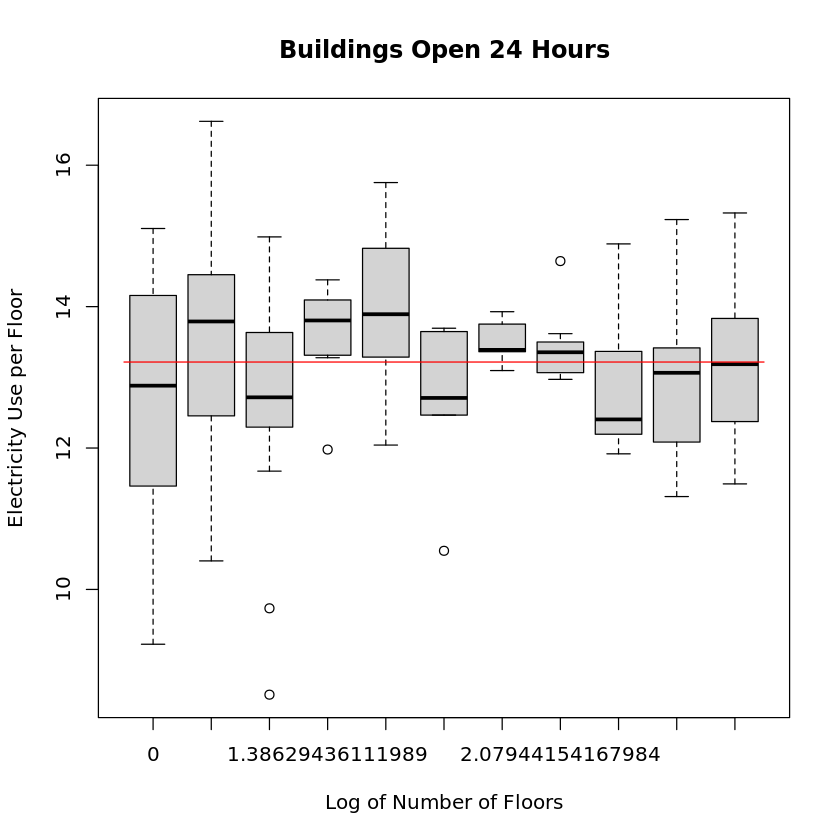 Buildings Open 24 Hours
Electricity Use per Floor
16
14
12
10
0 1.38629436111989 2.07944154167984
Log of Number of Floors